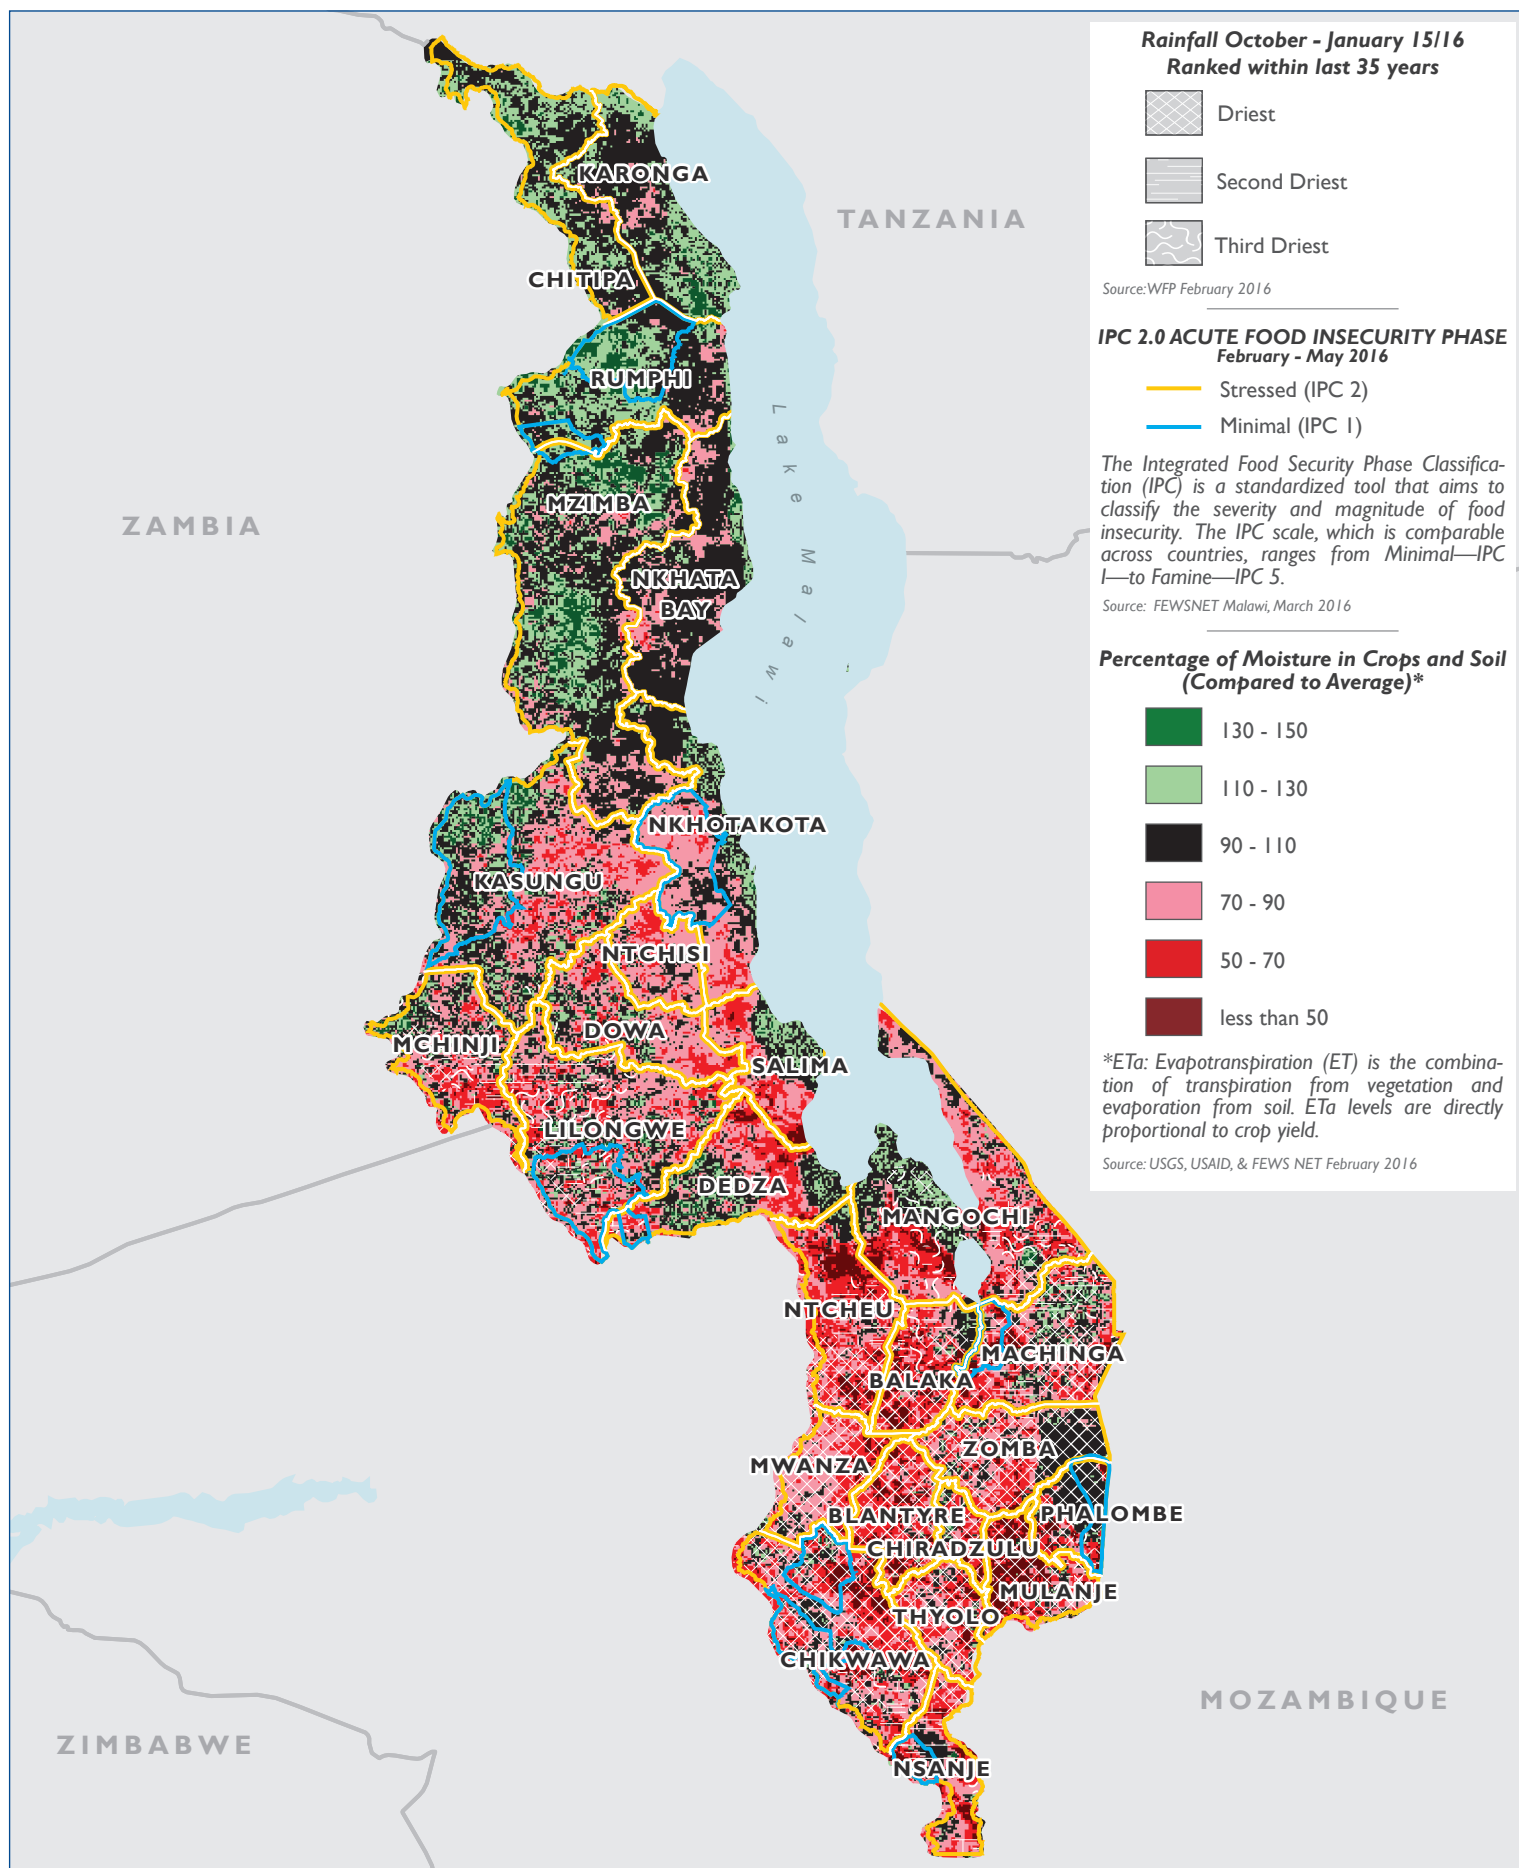 Rainfall October - January 15/16
Ranked within last 35 years
Driest
Second Driest
Third Driest
Source:WFP February 2016
IPC 2.0 ACUTE FOOD INSECURITY PHASE
February - May 2016
Stressed (IPC 2)
Minimal (IPC 1)
The Integrated Food Security Phase Classifica-
tion (IPC) is a standardized tool that aims to
classify the severity and magnitude of food
insecurity. The IPC scale, which is comparable
across countries, ranges from Minimal—IPC
1—to Famine—IPC 5.
Source: FEWSNET Malawi, March 2016
Percentage of Moisture in Crops and Soil
(Compared to Average)*
130 - 150
110 - 130
90 - 110
70 - 90
50 - 70
less than 50
*ETa: Evapotranspiration (ET) is the combina-
tion of transpiration from vegetation and
evaporation from soil. ETa levels are directly
proportional to crop yield.
Source: USGS, USAID, & FEWS NET February 2016
KARONGA
TANZANIA
CHITIPA
RUMPHI
Lake Malawi
MZIMBA
ZAMBIA
NKHATA
BAY
NKHOTAKOTA
KASUNGU
NTCHISI
DOWA
MCHINJI
SALIMA
LILONGWE
DEDZA
MANGOCHI
NTCHEU
MACHINGA
BALAKA
ZOMBA
MWANZA
PHALOMBE
BLANTYRE
CHIRADZULU
MULANJE
THYOLO
CHIKWAWA
MOZAMBIQUE
ZIMBABWE
NSANJE